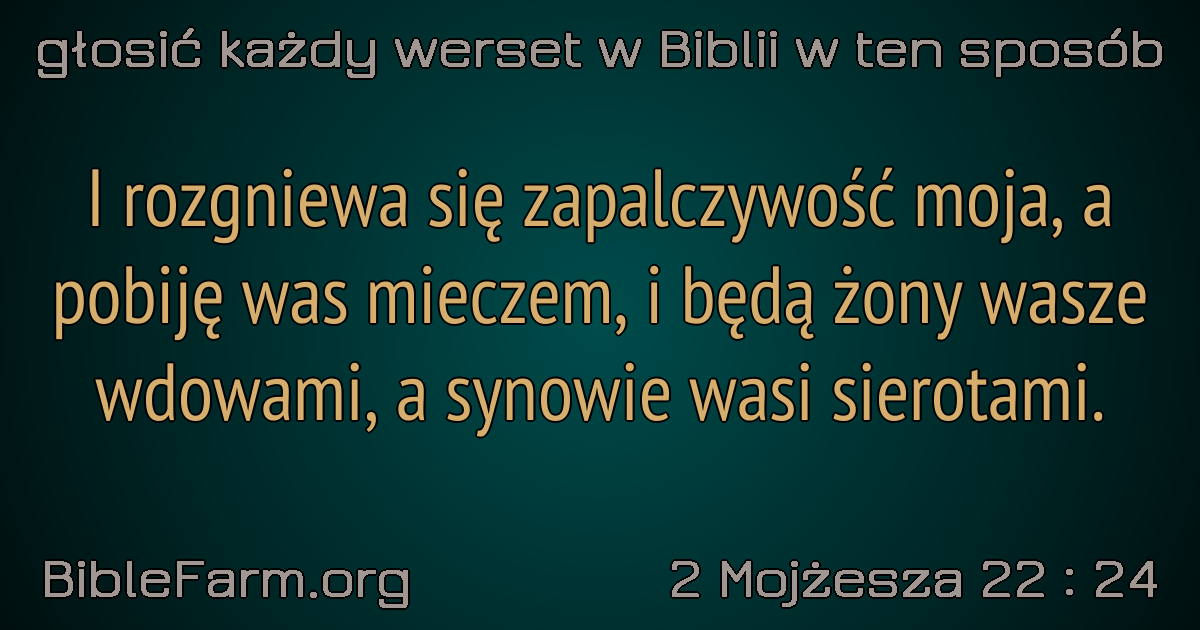 głosić każdy werset w Biblii w ten sposób
I rozgniewa się zapalczywość moja, a
pobiję was mieczem, i będą żony wasze
wdowami, a synowie wasi sierotami.
BibleFarm.org
2 Mojżesza 22 : 24